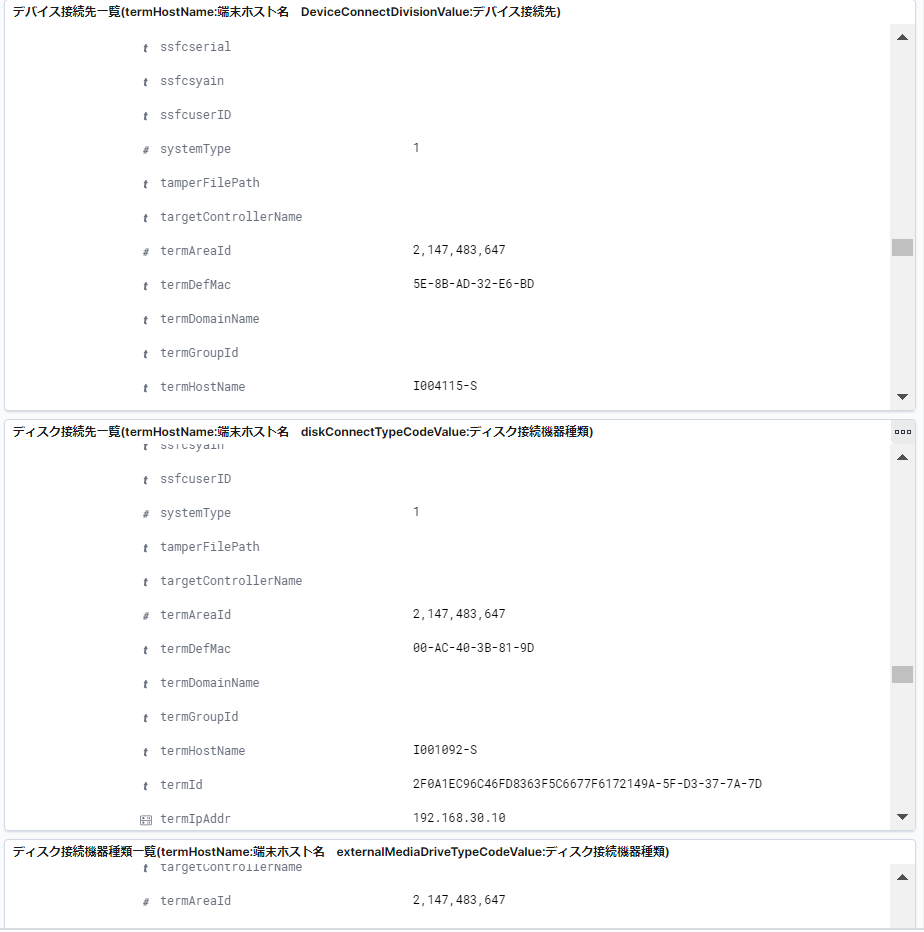 デバイス接続先一覧(termHostName:端末ホスト名　DeviceConnectDivisionValue:デバイス接続先)
t ssfcserial
t ssfcsyain
t ssfcuserID
# systemType 1
t tamperFilePath
t targetControllerName
# termAreaId 2,147,483,647
t termDefMac 5E-8B-AD-32-E6-BD
t termDomainName
t termGroupId
t termHostName I004115-S
ディスク接続先一覧(termHostName:端末ホスト名　diskConnectTypeCodeValue:ディスク接続機器種類)
t ssfcsyain
t ssfcuserID
# systemType 1
t tamperFilePath
t targetControllerName
# termAreaId 2,147,483,647
t termDefMac 00-AC-40-3B-81-9D
t termDomainName
t termGroupId
t termHostName I001092-S
t termId 2F0A1EC96C46FD8363F5C6677F6172149A-5F-D3-37-7A-7D
termIpAddr 192.168.30.10
ディスク接続機器種類一覧(termHostName:端末ホスト名　externalMediaDriveTypeCodeValue:ディスク接続機器種類)
t targetControllerName
# termAreaId 2,147,483,647